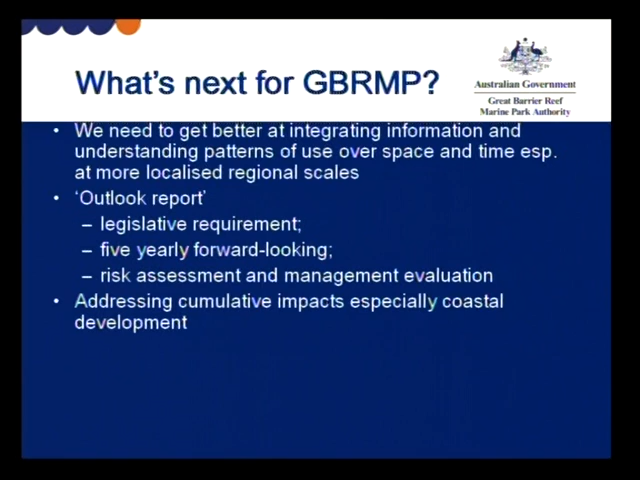 What's next for GBRMP?
Australian Government
Great Barrier Reef
Marine Park Authority
• We need to get better at integrating information and
understanding patterns of use over space and time esp.
at more localised regional scales
• 'Outlook report'
– legislative requirement;
– five yearly forward-looking;
– risk assessment and management evaluation
• Addressing cumulative impacts especially coastal
development